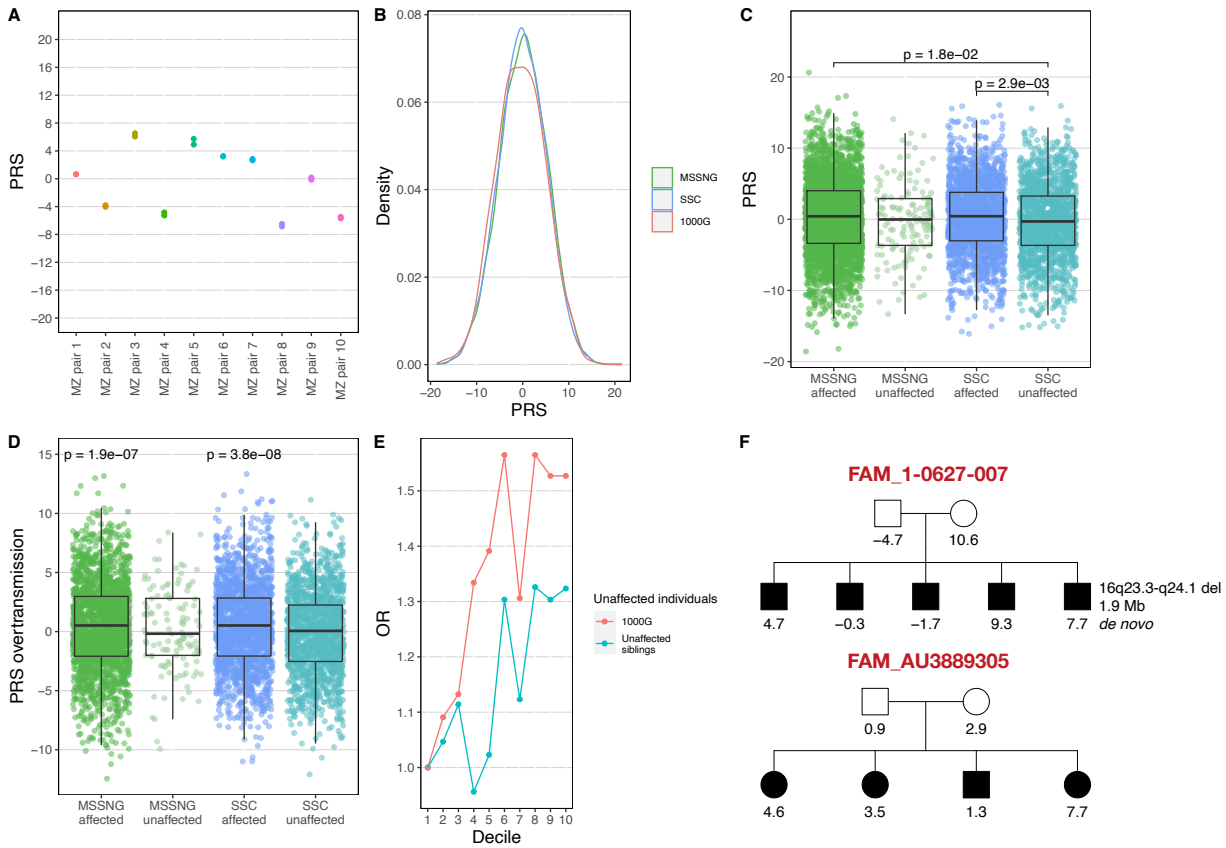 A
PRS
20
16
12
8
4
0
−4
−8
−12
−16
−20
MZ pair 1
MZ pair 2
MZ pair 3
MZ pair 4
MZ pair 5
MZ pair 6
MZ pair 7
MZ pair 8
MZ pair 9
MZ pair 10
B
Density
0.08
0.06
0.04
0.02
0.00
−20
−10
0
10
20
PRS
MSSNG
SSC
1000G
C
PRS
20
10
0
−10
−20
p = 1.8e−02
p = 2.9e−03
MSSNG
affected
MSSNG
unaffected
SSC
affected
SSC
unaffected
D
PRS overtransmission
15
10
5
0
−5
−10
p = 1.9e−07
p = 3.8e−08
MSSNG
affected
MSSNG
unaffected
SSC
affected
SSC
unaffected
E
OR
1.5
1.4
1.3
1.2
1.1
1.0
1 2 3 4 5 6 7 8 9 10
Decile
Unaffected individuals
1000G
Unaffected
siblings
F
FAM_1-0627-007
−4.7 10.6
16q23.3-q24.1 del
1.9 Mb
de novo
4.7 −0.3 −1.7 9.3 7.7
FAM_AU3889305
0.9 2.9
4.6 3.5 1.3 7.7